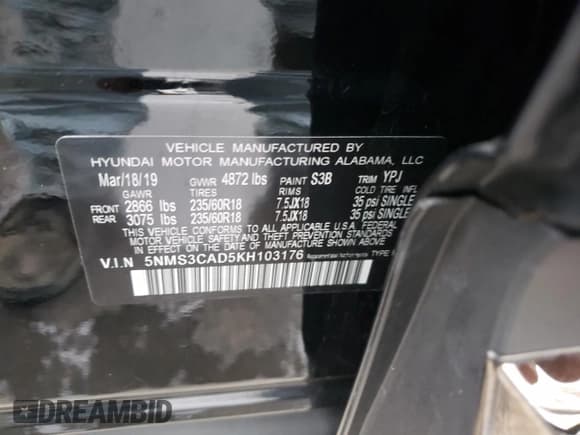 VEHICLE MANUFACTURED BY
HYUNDAI MOTOR MANUFACTURING ALABAMA, LLC
Mar/18/19 GVWR 4872 lbs PAINT S3B TRIM YPJ
GAWR TIRES RIMS COLD TIRE INFL
FRONT 2866 lbs 235/60R18 7.5JX18 35 psi SINGLE
REAR 3075 lbs 235/60R18 7.5JX18 35 psi SINGLE
THIS VEHICLE CONFORMS TO ALL APPLICABLE U.S.A. FEDERAL
MOTOR VEHICLE SAFETY AND THEFT PREVENTION STANDARDS
IN EFFECT ON THE DATE OF MANUFACTURE SHOWN ABOVE.
V.I.N 5NMS3CAD5KH103176 TYPE
DREAMBID